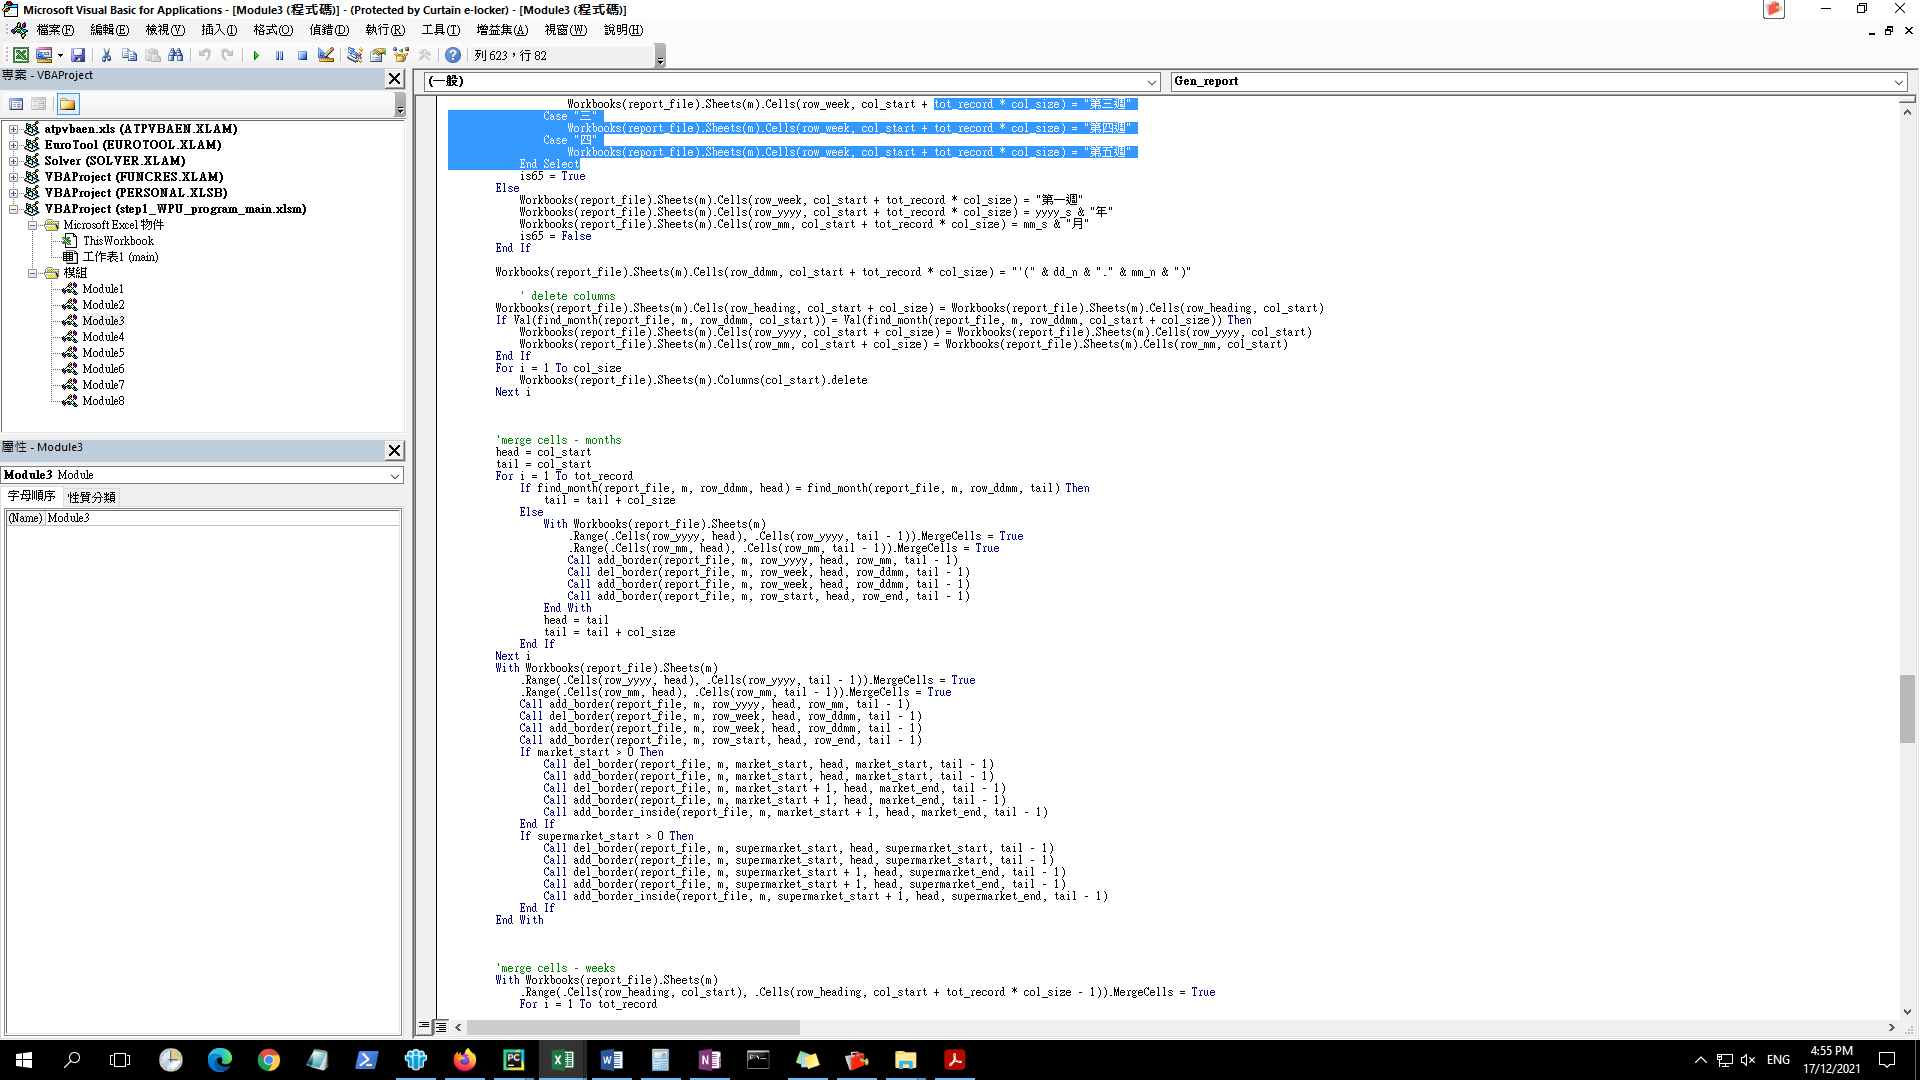 Microsoft Visual Basic for Applications - [Module3 (程式碼)] - (Protected by Curtain e-locker) - [Module3 (程式碼)]
檔案(F) 編輯(E) 檢視(V) 插入(I) 格式(O) 偵錯(D) 執行(R) 工具(T) 增益集(A) 視窗(W) 說明(H)
列 623，行 82
專案 - VBAProject
atpvbaen.xls (ATPVBAEN.XLAM)
EuroTool (EUROTOOL.XLAM)
Solver (SOLVER.XLAM)
VBAProject (FUNCRES.XLAM)
VBAProject (PERSONAL.XLSB)
VBAProject (step1_WPU_program_main.xlsm)
Microsoft Excel 物件
ThisWorkbook
工作表1 (main)
模組
Module1
Module2
Module3
Module4
Module5
Module6
Module7
Module8
屬性 - Module3
Module3 Module
字母順序 性質分類
(Name) Module3
(一般) Gen_report
Workbooks(report_file).Sheets(m).Cells(row_week, col_start + tot_record * col_size) = "第三週"
Case "三"
Workbooks(report_file).Sheets(m).Cells(row_week, col_start + tot_record * col_size) = "第四週"
Case "四"
Workbooks(report_file).Sheets(m).Cells(row_week, col_start + tot_record * col_size) = "第五週"
End Select
is65 = True
Else
Workbooks(report_file).Sheets(m).Cells(row_week, col_start + tot_record * col_size) = "第一週"
Workbooks(report_file).Sheets(m).Cells(row_yyyy, col_start + tot_record * col_size) = yyyy_s & "年"
Workbooks(report_file).Sheets(m).Cells(row_mm, col_start + tot_record * col_size) = mm_s & "月"
is65 = False
End If
Workbooks(report_file).Sheets(m).Cells(row_ddmm, col_start + tot_record * col_size) = "'(" & dd_n & "." & mm_n & ")"
' delete columns
Workbooks(report_file).Sheets(m).Cells(row_heading, col_start + col_size) = Workbooks(report_file).Sheets(m).Cells(row_heading, col_start)
If Val(find_month(report_file, m, row_ddmm, col_start)) = Val(find_month(report_file, m, row_ddmm, col_start + col_size)) Then
Workbooks(report_file).Sheets(m).Cells(row_yyyy, col_start + col_size) = Workbooks(report_file).Sheets(m).Cells(row_yyyy, col_start)
Workbooks(report_file).Sheets(m).Cells(row_mm, col_start + col_size) = Workbooks(report_file).Sheets(m).Cells(row_mm, col_start)
End If
For i = 1 To col_size
Workbooks(report_file).Sheets(m).Columns(col_start).delete
Next i
'merge cells - months
head = col_start
tail = col_start
For i = 1 To tot_record
If find_month(report_file, m, row_ddmm, head) = find_month(report_file, m, row_ddmm, tail) Then
tail = tail + col_size
Else
With Workbooks(report_file).Sheets(m)
.Range(.Cells(row_yyyy, head), .Cells(row_yyyy, tail - 1)).MergeCells = True
.Range(.Cells(row_mm, head), .Cells(row_mm, tail - 1)).MergeCells = True
Call add_border(report_file, m, row_yyyy, head, row_mm, tail - 1)
Call del_border(report_file, m, row_week, head, row_ddmm, tail - 1)
Call add_border(report_file, m, row_week, head, row_ddmm, tail - 1)
Call add_border(report_file, m, row_start, head, row_end, tail - 1)
End With
head = tail
tail = tail + col_size
End If
Next i
With Workbooks(report_file).Sheets(m)
.Range(.Cells(row_yyyy, head), .Cells(row_yyyy, tail - 1)).MergeCells = True
.Range(.Cells(row_mm, head), .Cells(row_mm, tail - 1)).MergeCells = True
Call add_border(report_file, m, row_yyyy, head, row_mm, tail - 1)
Call del_border(report_file, m, row_week, head, row_ddmm, tail - 1)
Call add_border(report_file, m, row_week, head, row_ddmm, tail - 1)
Call add_border(report_file, m, row_start, head, row_end, tail - 1)
If market_start > 0 Then
Call del_border(report_file, m, market_start, head, market_start, tail - 1)
Call add_border(report_file, m, market_start, head, market_start, tail - 1)
Call del_border(report_file, m, market_start + 1, head, market_end, tail - 1)
Call add_border(report_file, m, market_start + 1, head, market_end, tail - 1)
Call add_border_inside(report_file, m, market_start + 1, head, market_end, tail - 1)
End If
If supermarket_start > 0 Then
Call del_border(report_file, m, supermarket_start, head, supermarket_start, tail - 1)
Call add_border(report_file, m, supermarket_start, head, supermarket_start, tail - 1)
Call del_border(report_file, m, supermarket_start + 1, head, supermarket_end, tail - 1)
Call add_border(report_file, m, supermarket_start + 1, head, supermarket_end, tail - 1)
Call add_border_inside(report_file, m, supermarket_start + 1, head, supermarket_end, tail - 1)
End If
End With
'merge cells - weeks
With Workbooks(report_file).Sheets(m)
.Range(.Cells(row_heading, col_start), .Cells(row_heading, col_start + tot_record * col_size - 1)).MergeCells = True
For i = 1 To tot_record
ENG
4:55 PM
17/12/2021